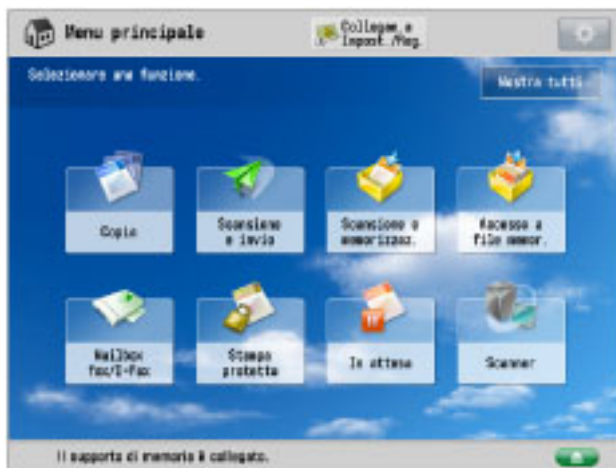 Menu principale
Collegam. a
Impost./Reg.
Selezionare una funzione.
Mostra tutti
Copia
Scansione
e invio
Scansione e
memorizzaz.
Accesso a
file memor.
Mailbox
fax/I-Fax
Stampa
protetta
In attesa
Scanner
Il supporto di memoria è collegato.